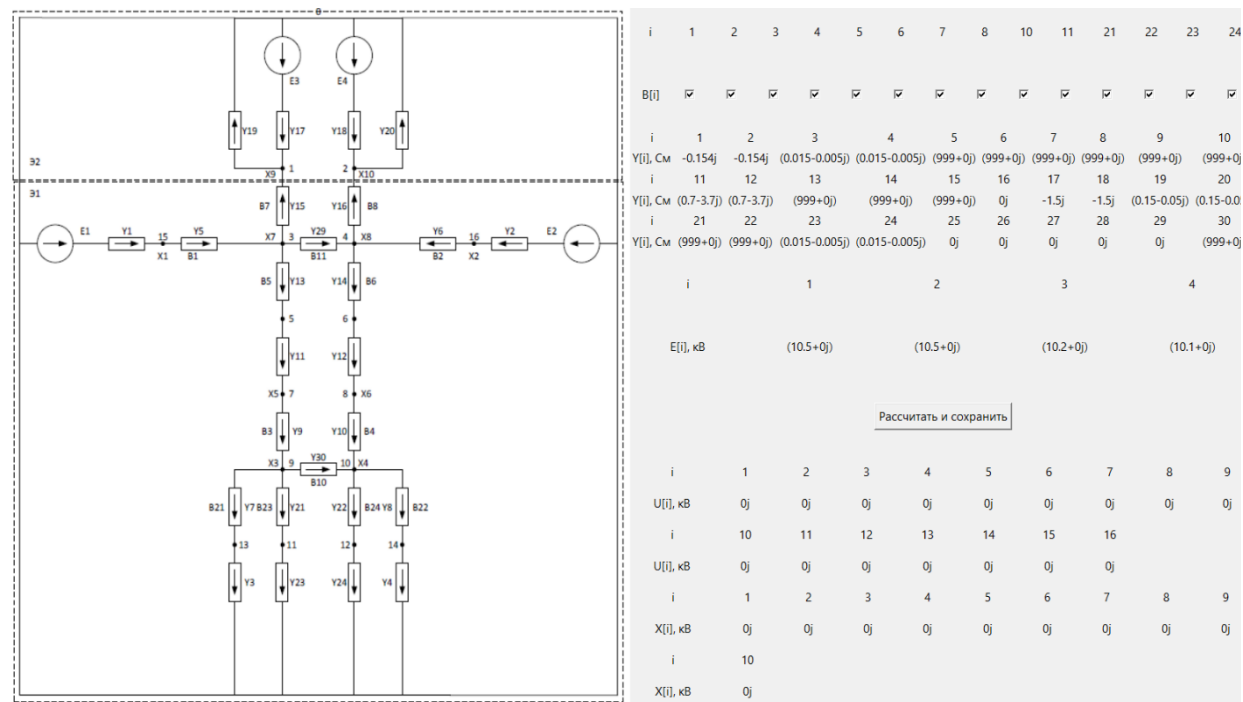 0
E3 E4
Y19 Y17 Y18 Y20
Э2
1 2
X9 X10
Э1
B7 Y15 Y16 B8
E1 Y1 15 Y5 X7 3 Y29 4 X8 Y6 16 Y2 E2
X1 B1 B11 B2 X2
B5 Y13 Y14 B6
5 6
Y11 Y12
X5 7 8 X6
B3 Y9 Y10 B4
Y30
X3 9 10 X4
B10
B21 Y7 B23 Y21 Y22 B24 Y8 B22
13 11 12 14
Y3 Y23 Y24 Y4
i 1 2 3 4 5 6 7 8 10 11 21 22 23 24
B[i]
i 1 2 3 4 5 6 7 8 9 10
Y[i], См -0.154j -0.154j (0.015-0.005j) (0.015-0.005j) (999+0j) (999+0j) (999+0j) (999+0j) (999+0j) (999+0j
i 11 12 13 14 15 16 17 18 19 20
Y[i], См (0.7-3.7j) (0.7-3.7j) (999+0j) (999+0j) (999+0j) 0j -1.5j -1.5j (0.15-0.05j) (0.15-0.05
i 21 22 23 24 25 26 27 28 29 30
Y[i], См (999+0j) (999+0j) (0.015-0.005j) (0.015-0.005j) 0j 0j 0j 0j 0j (999+0j
i 1 2 3 4
E[i], кВ (10.5+0j) (10.5+0j) (10.2+0j) (10.1+0j)
Рассчитать и сохранить
i 1 2 3 4 5 6 7 8 9
U[i], кВ 0j 0j 0j 0j 0j 0j 0j 0j 0j
i 10 11 12 13 14 15 16
U[i], кВ 0j 0j 0j 0j 0j 0j 0j
i 1 2 3 4 5 6 7 8 9
X[i], кВ 0j 0j 0j 0j 0j 0j 0j 0j 0j
i 10
X[i], кВ 0j